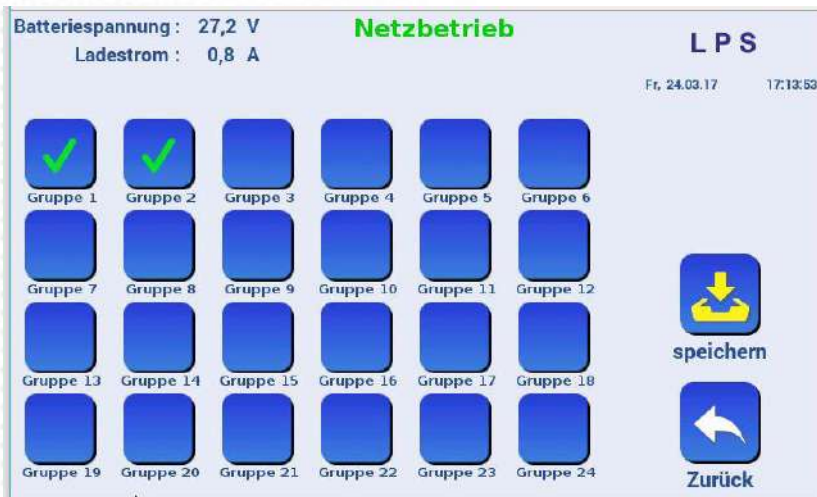 Batteriespannung : 27,2 V
Netzbetrieb
LPS
Ladestrom : 0,8 A
Fr, 24.03.17 17:13:53
Gruppe 1 Gruppe 2 Gruppe 3 Gruppe 4 Gruppe 5 Gruppe 6
Gruppe 7 Gruppe 8 Gruppe 9 Gruppe 10 Gruppe 11 Gruppe 12
speichern
Gruppe 13 Gruppe 14 Gruppe 15 Gruppe 16 Gruppe 17 Gruppe 18
Gruppe 19 Gruppe 20 Gruppe 21 Gruppe 22 Gruppe 23 Gruppe 24
Zurück